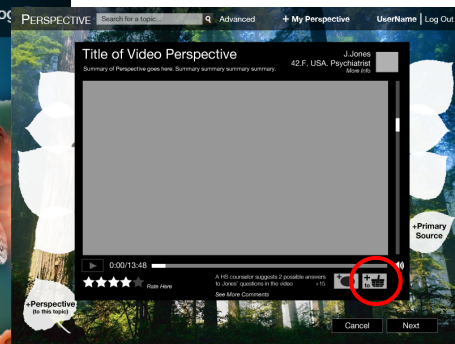 og
PERSPECTIVE Search for a topic... Advanced + My Perspective UserName | Log Out
Title of Video Perspective
Summary of Perspective goes here. Summary summary summary summary.
J.Jones
42.F. USA. Psychiatrist
More Info
+Primary
Source
0:00/13:48
Rate Here
A HS counselor suggests 2 possible answers
to Jones' questions in the video +15
See More Comments
+
+
to
+Perspective
(to this topic)
Cancel Next